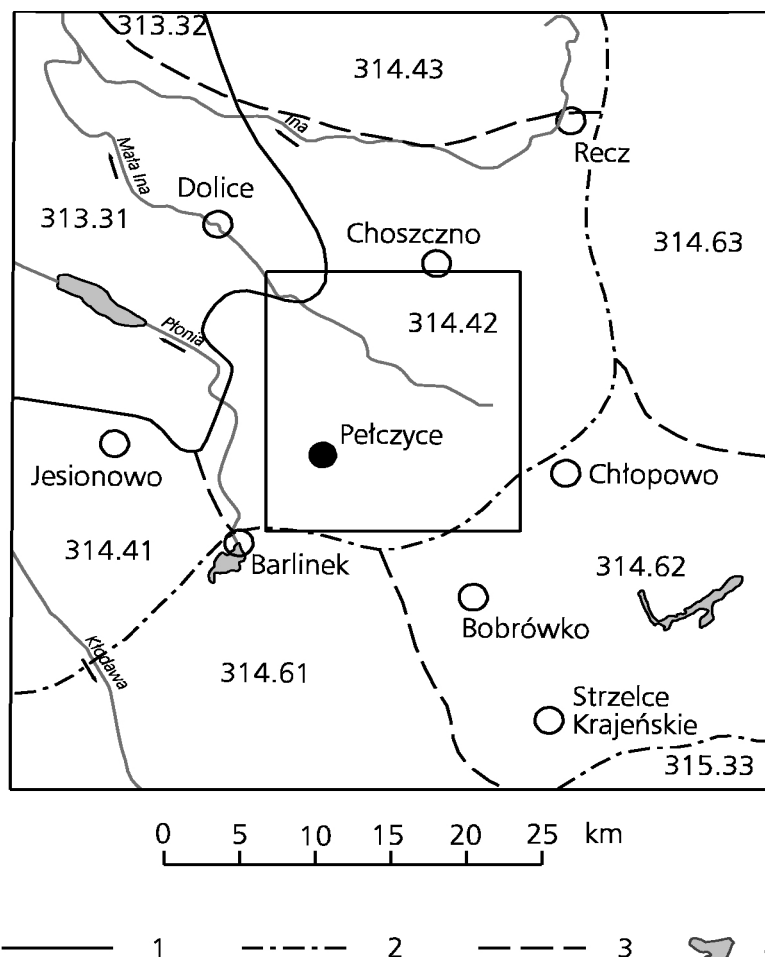 313.32
314.43
Ina
Recz
Mała Ina
Dolice
313.31
Choszczno
314.63
314.42
Płonia
Pełczyce
Jesionowo
Chłopowo
314.41
Barlinek
314.62
Bobrówko
Kłodawa
314.61
Strzelce
Krajeńskie
315.33
0 5 10 15 20 25 km
1 2 3